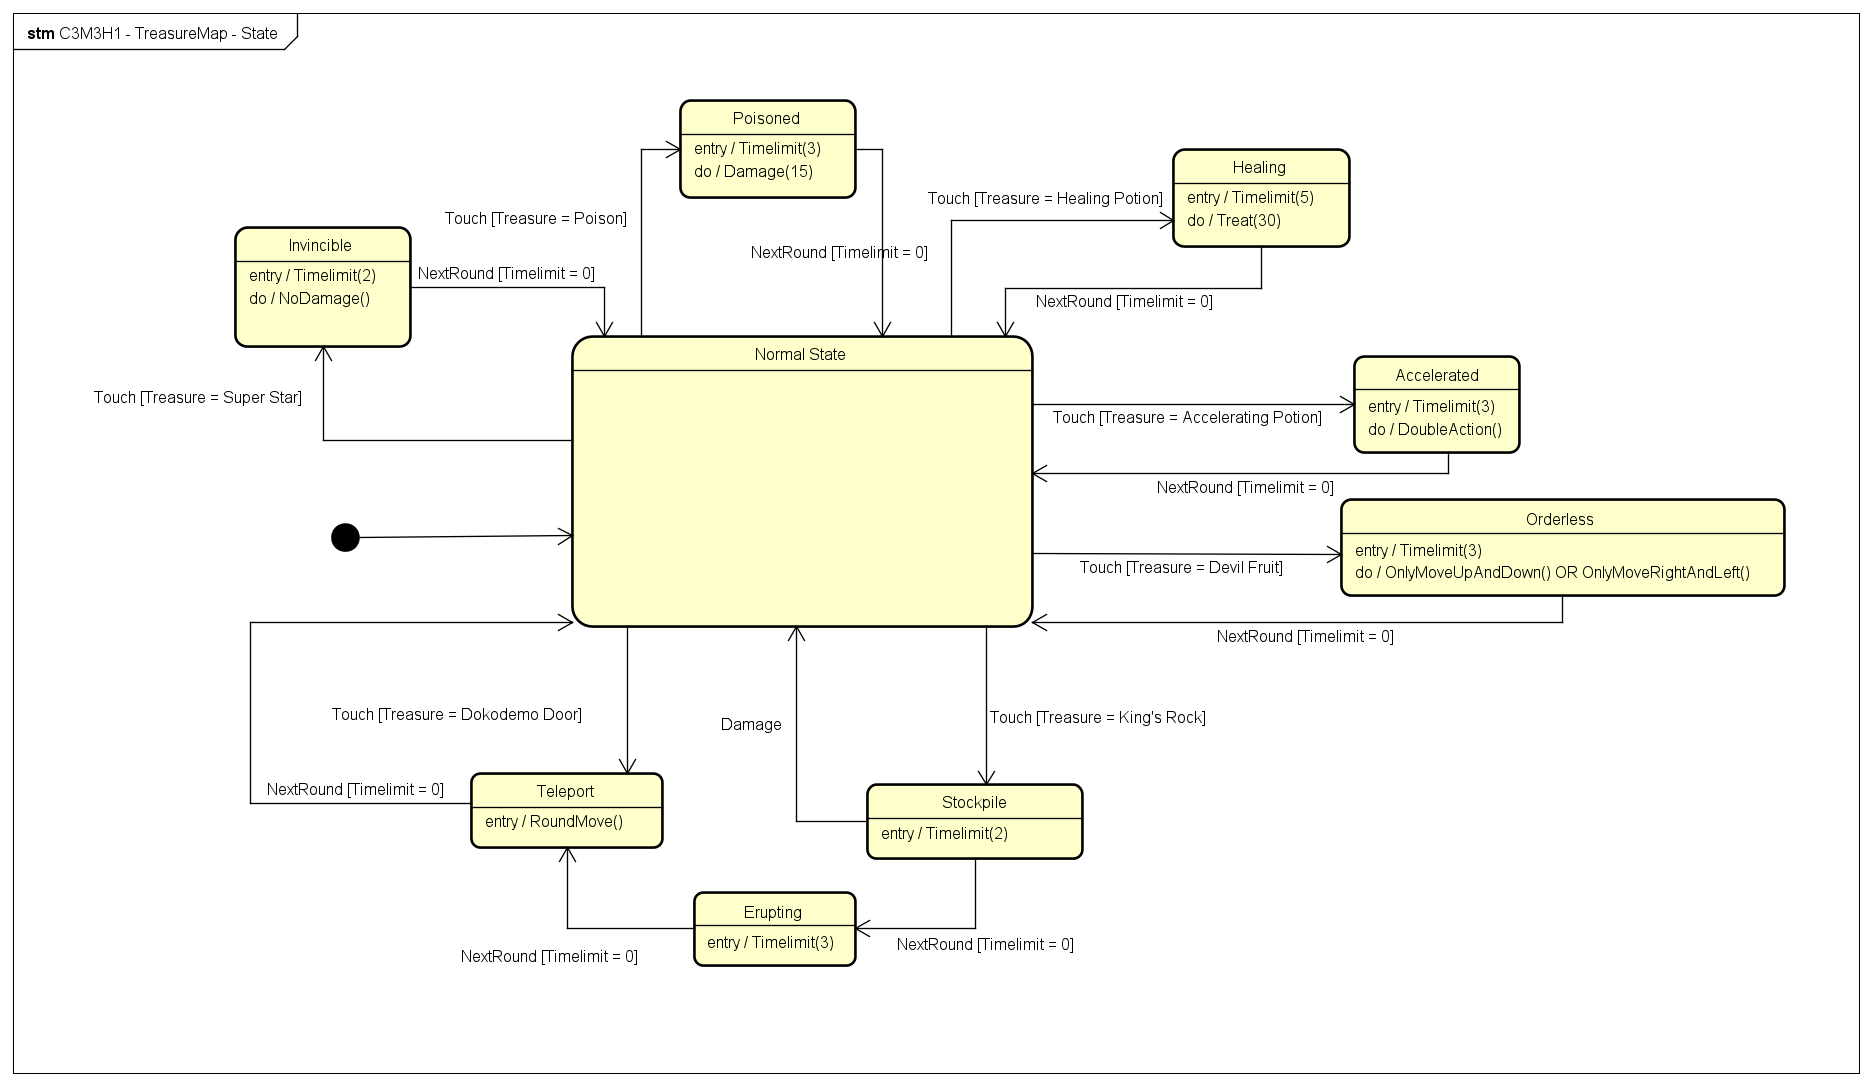 stm C3M3H1 - TreasureMap - State
Poisoned
entry / Timelimit(3)
do / Damage(15)
Healing
entry / Timelimit(5)
do / Treat(30)
Touch [Treasure = Healing Potion]
Touch [Treasure = Poison]
Invincible
entry / Timelimit(2)
do / NoDamage()
NextRound [Timelimit = 0]
NextRound [Timelimit = 0]
NextRound [Timelimit = 0]
Normal State
Touch [Treasure = Super Star]
Accelerated
entry / Timelimit(3)
do / DoubleAction()
Touch [Treasure = Accelerating Potion]
NextRound [Timelimit = 0]
Orderless
entry / Timelimit(3)
do / OnlyMoveUpAndDown() OR OnlyMoveRightAndLeft()
Touch [Treasure = Devil Fruit]
NextRound [Timelimit = 0]
Touch [Treasure = Dokodemo Door]
Damage
Touch [Treasure = King's Rock]
NextRound [Timelimit = 0]
Teleport
entry / RoundMove()
Stockpile
entry / Timelimit(2)
Erupting
entry / Timelimit(3)
NextRound [Timelimit = 0]
NextRound [Timelimit = 0]